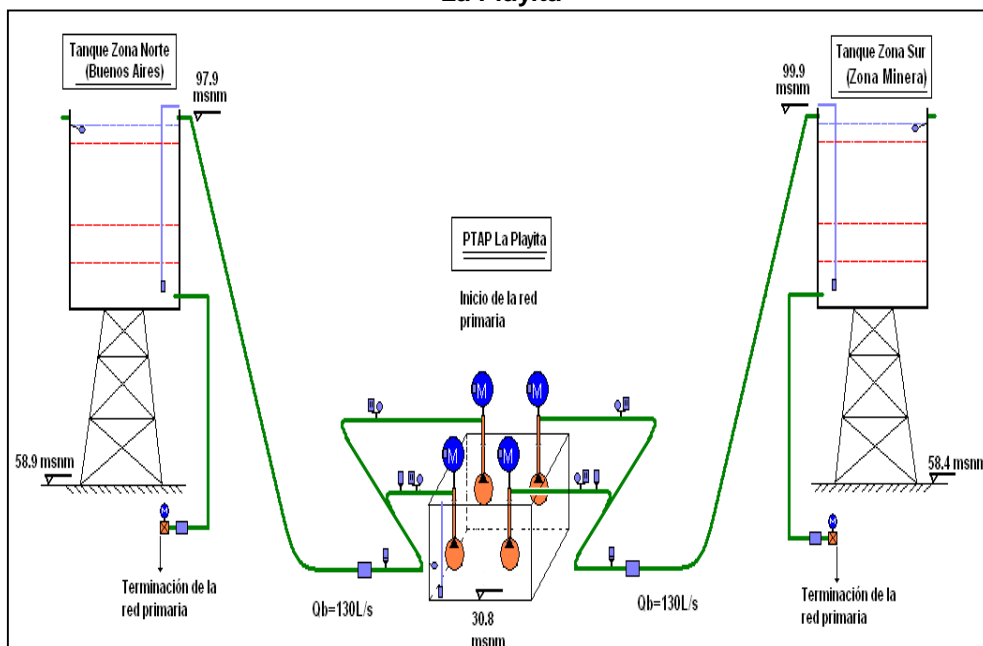 La Playita
Tanque Zona Norte
(Buenos Aires)
97.9
msnm
99.9
msnm
Tanque Zona Sur
(Zona Minera)
PTAP La Playita
Inicio de la red
primaria
M
M
M
M
58.9 msnm
58.4 msnm
M
M
Terminación de la
red primaria
Qb=130L/s
30.8
msnm
Qb=130L/s
Terminación de la
red primaria